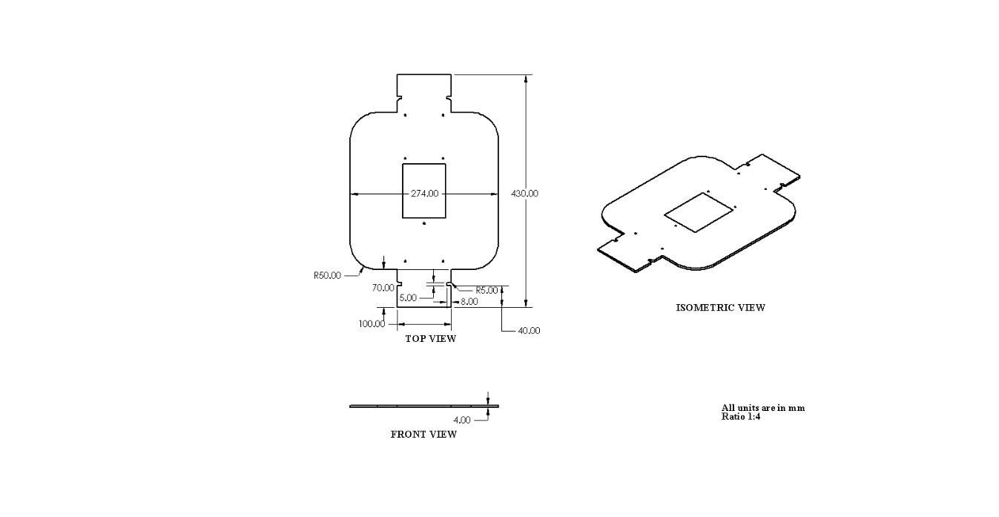 274.00
430.00
R50.00
70.00
R5.00
5.00
8.00
100.00
40.00
TOP VIEW
ISOMETRIC VIEW
4.00
FRONT VIEW
All units are in mm
Ratio 1:4